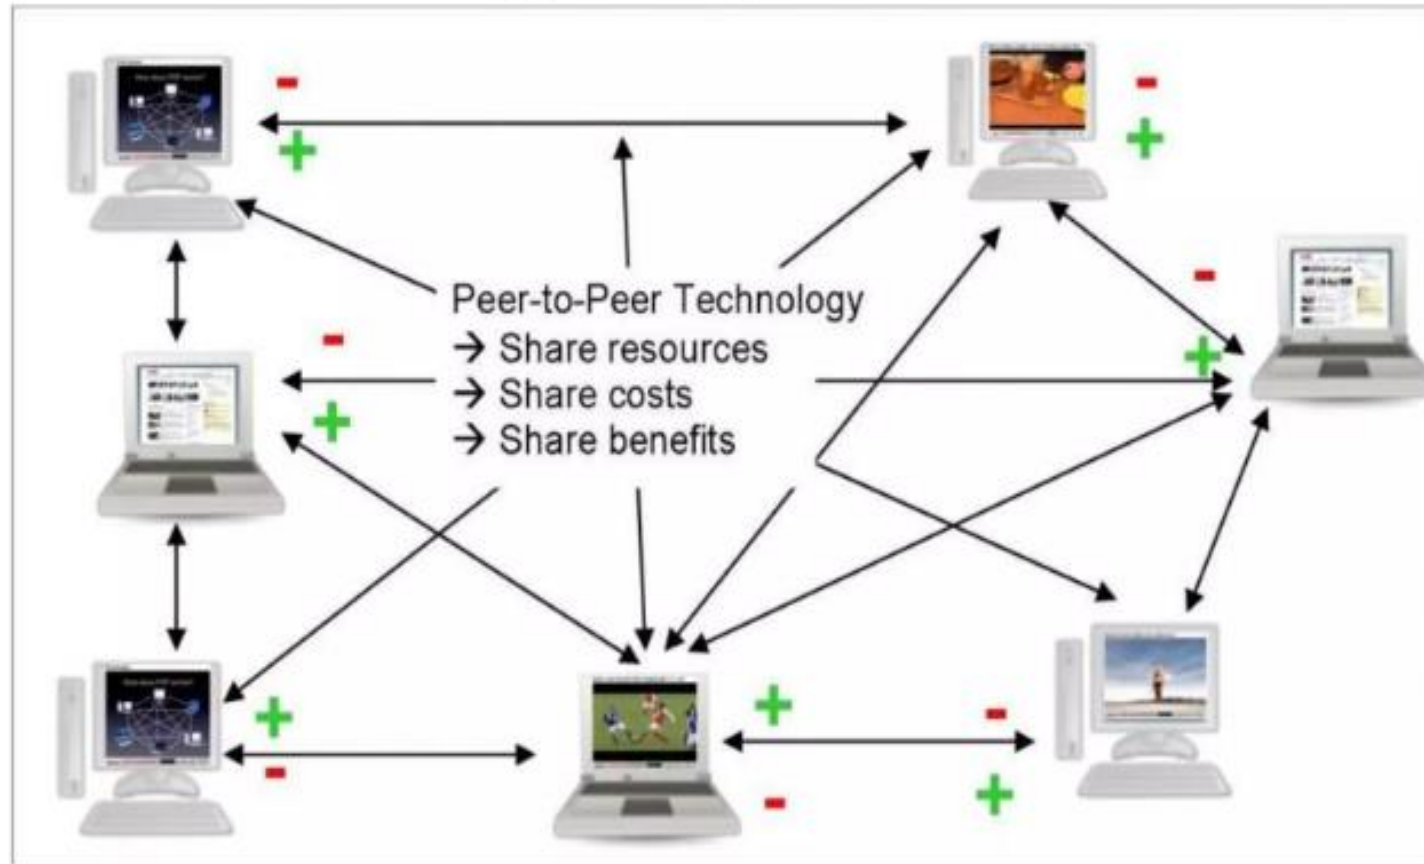 Peer-to-Peer Technology
→ Share resources
→ Share costs
→ Share benefits